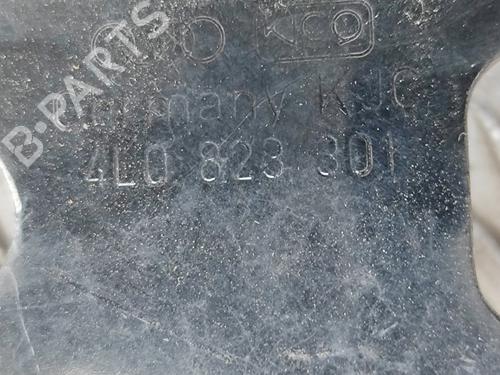 B-PARTS
Germany KJC
4L0 823 301